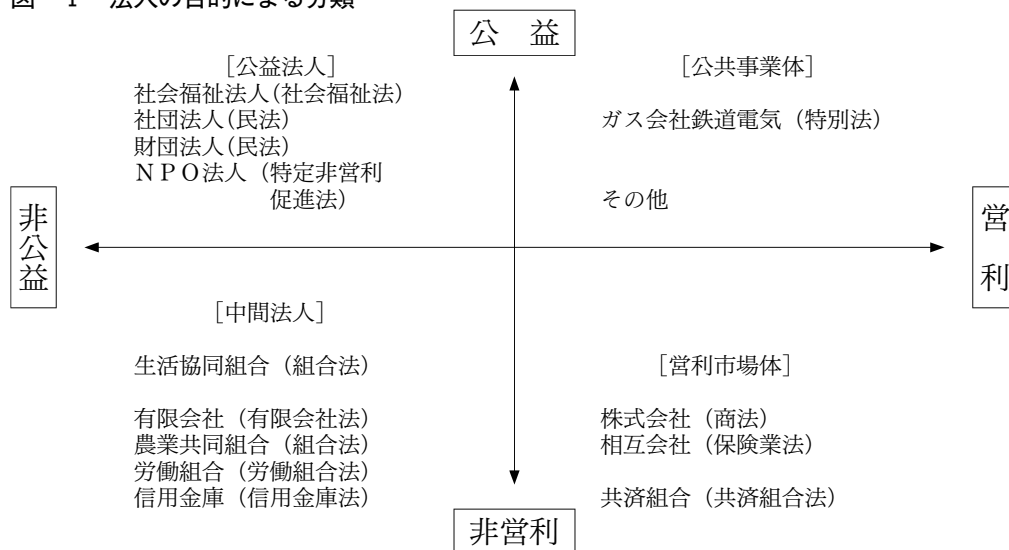 図－1　法人の目的による分類
公　益
［公益法人］
社会福祉法人（社会福祉法）
社団法人（民法）
財団法人（民法）
ＮＰＯ法人（特定非営利
促進法）
［公共事業体］
ガス会社鉄道電気（特別法）
その他
非公益
営　利
［中間法人］
生活協同組合（組合法）
有限会社（有限会社法）
農業共同組合（組合法）
労働組合（労働組合法）
信用金庫（信用金庫法）
［営利市場体］
株式会社（商法）
相互会社（保険業法）
共済組合（共済組合法）
非営利